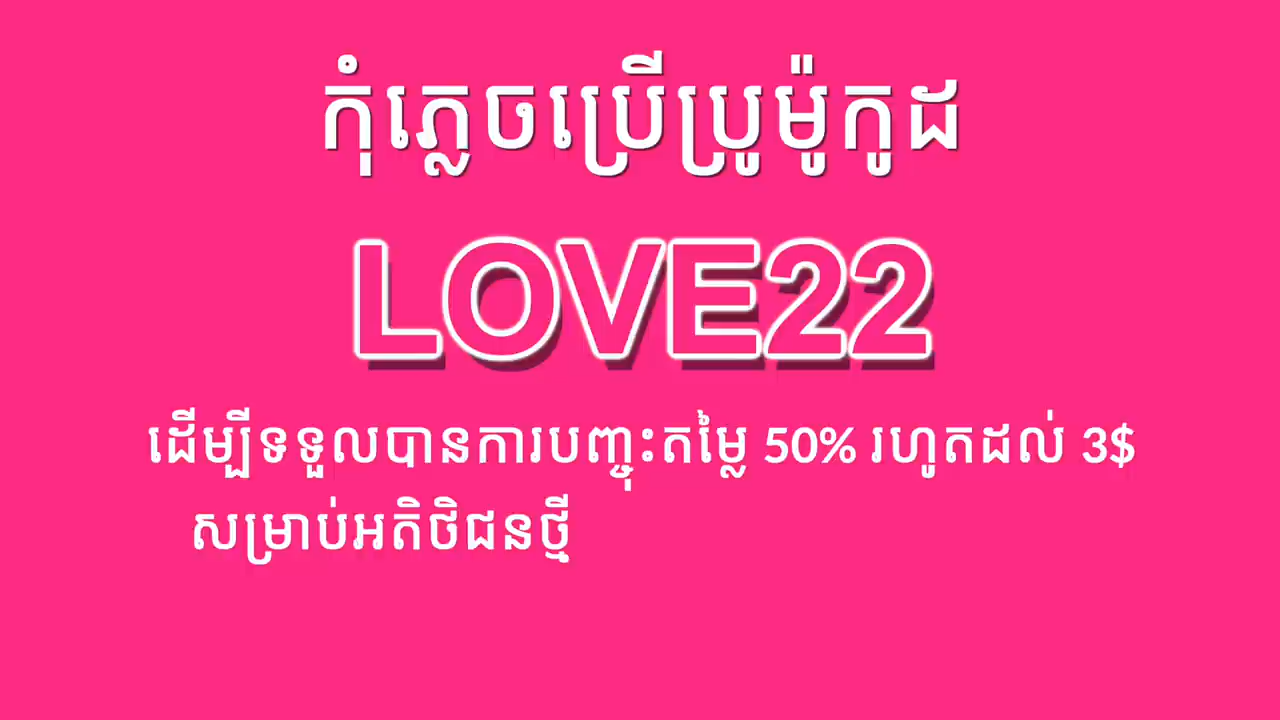 កុំភ្លេចប្រើប្រូម៉ូកូដ
LOVE22
ដើម្បីទទួលបានការបញ្ចុះតម្លៃ 50% រហូតដល់ 3$
សម្រាប់អតិថិជនថ្មី